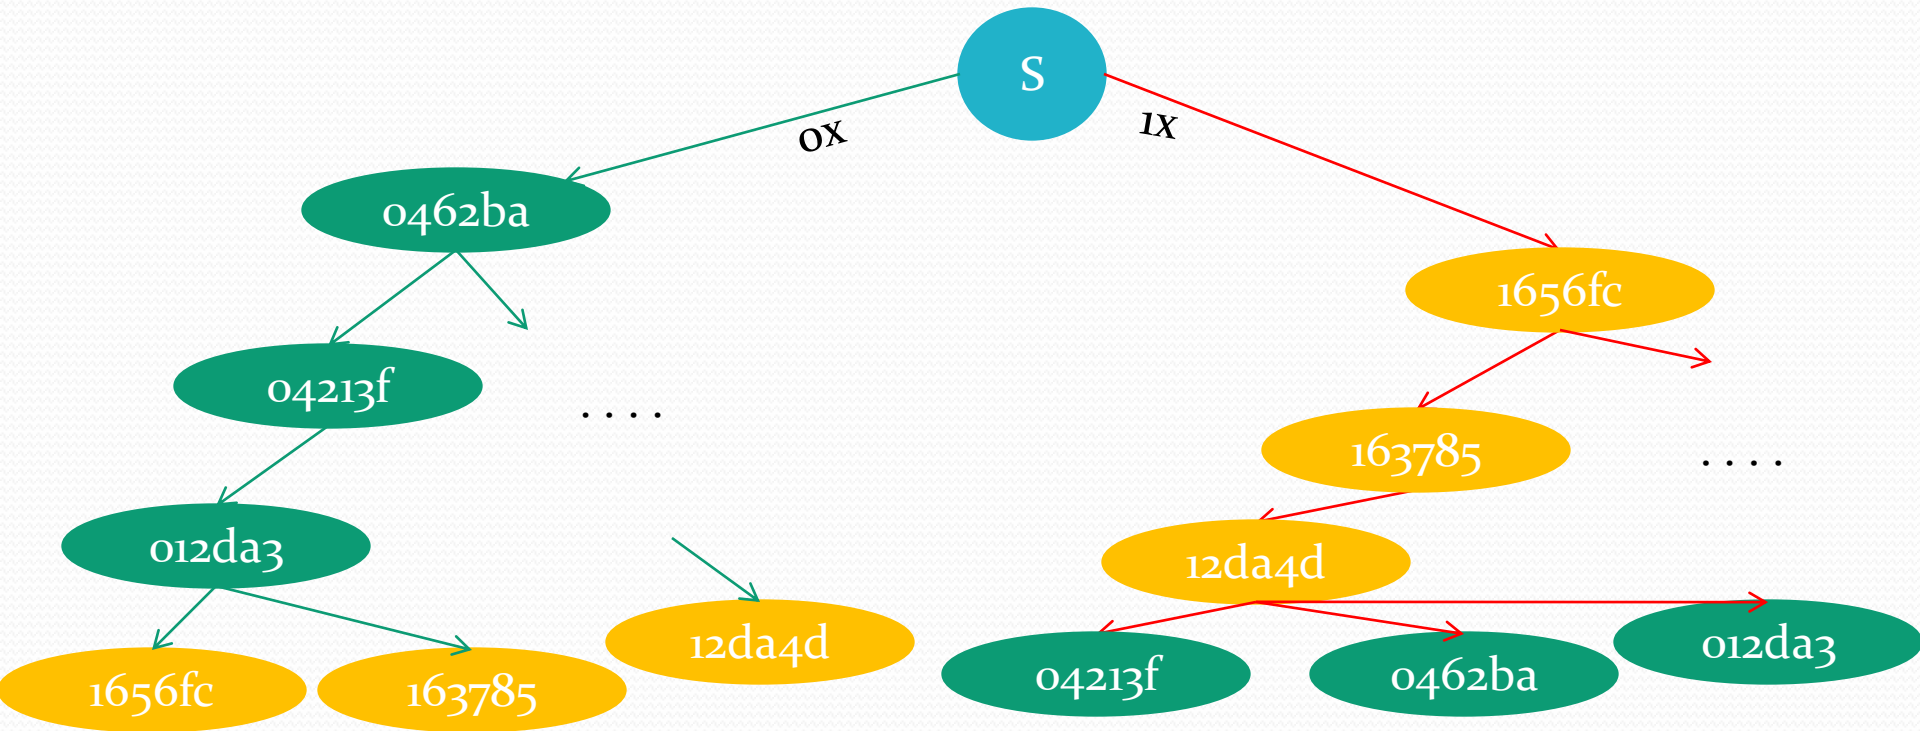 S
0x
1x
0462ba
1656fc
04213f
. . . .
163785
. . . .
012da3
12da4d
12da4d
012da3
04213f
0462ba
1656fc
163785